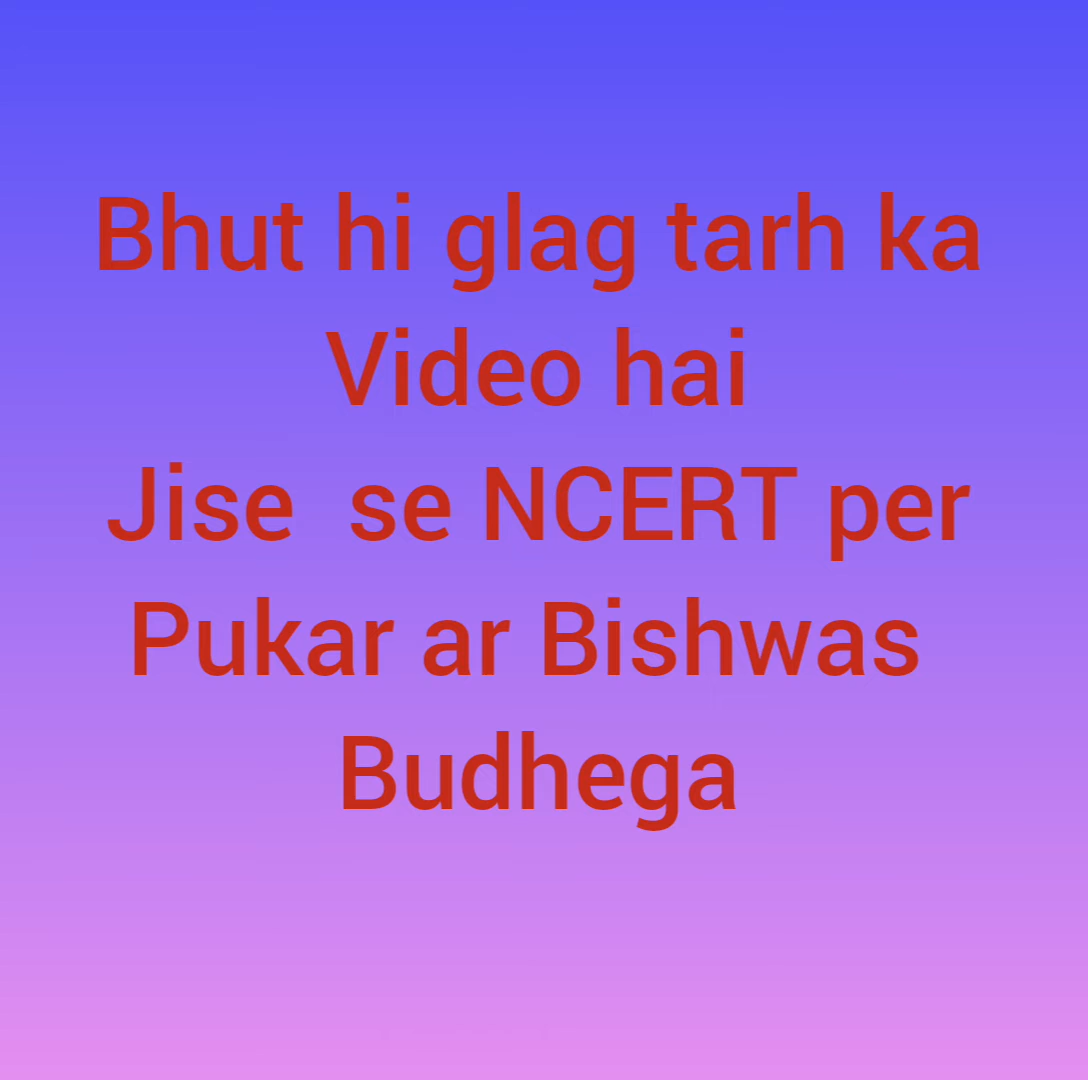 Bhut hi glag tarh ka
Video hai
Jise  se NCERT per
Pukar ar Bishwas
Budhega